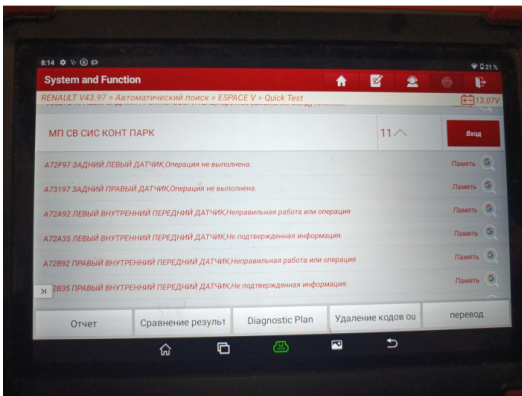 8:14
21%
System and Function
RENAULT V43.97 > Автоматический поиск > ESPACE V > Quick Test
13.07V
МП СВ СИС КОНТ ПАРК
11
Вход
A72F97 ЗАДНИЙ ЛЕВЫЙ ДАТЧИК,Операция не выполнена.
Память
A73197 ЗАДНИЙ ПРАВЫЙ ДАТЧИК,Операция не выполнена.
Память
A72A92 ЛЕВЫЙ ВНУТРЕННИЙ ПЕРЕДНИЙ ДАТЧИК,Неправильная работа или операция
Память
A72A35 ЛЕВЫЙ ВНУТРЕННИЙ ПЕРЕДНИЙ ДАТЧИК,Не подтвержденная информация.
Память
A72B92 ПРАВЫЙ ВНУТРЕННИЙ ПЕРЕДНИЙ ДАТЧИК,Неправильная работа или операция
Память
72B35 ПРАВЫЙ ВНУТРЕННИЙ ПЕРЕДНИЙ ДАТЧИК,Не подтвержденная информация.
Память
Отчет
Сравнение результ
Diagnostic Plan
Удаление кодов ou
перевод